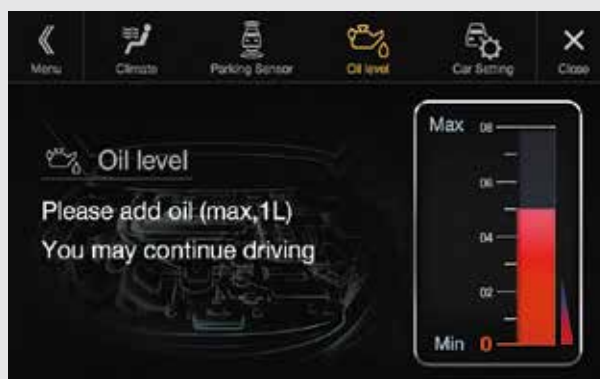 Menu
Climate
Parking Sensor
Oil level
Car Setting
Close
Oil level
Please add oil (max,1L)
You may continue driving
Max 08
06
04
02
Min 0